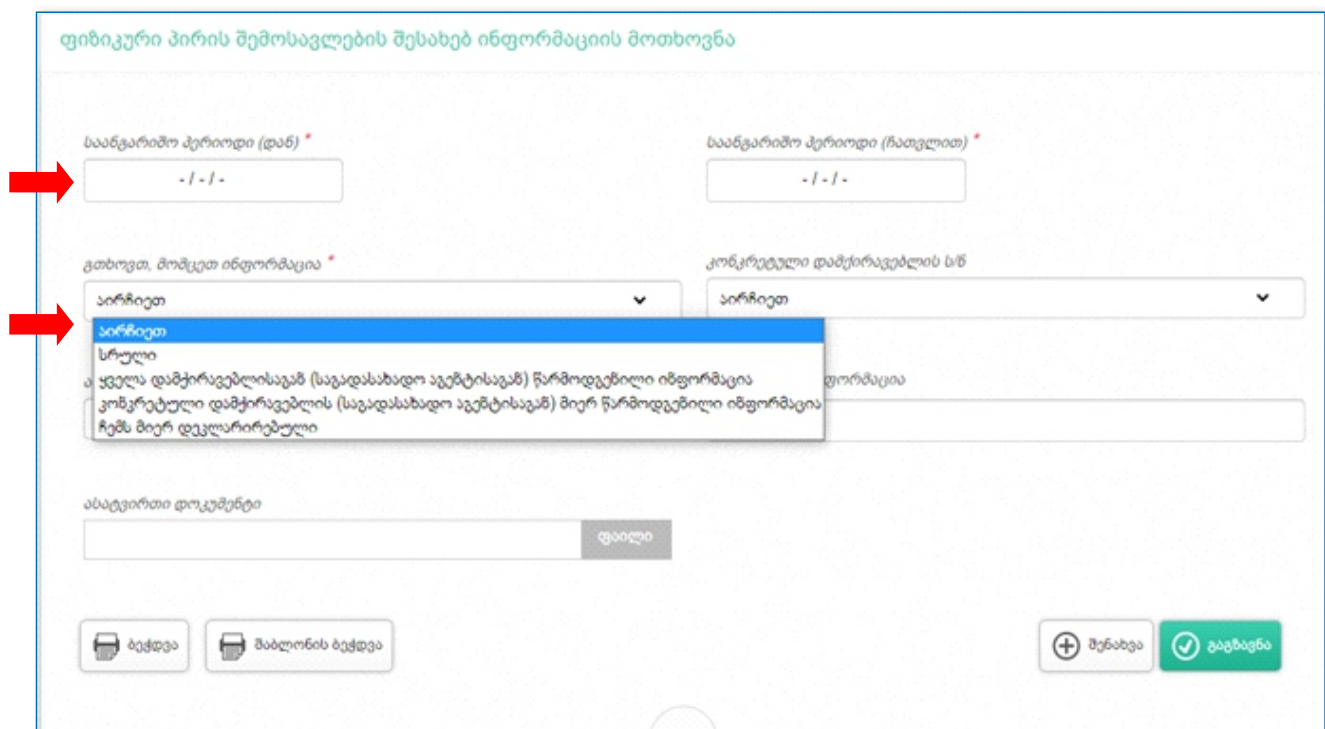 ფიზიკური პირის შემოსავლების შესახებ ინფორმაციის მოთხოვნა
საანგარიშო პერიოდი (დან) *
საანგარიშო პერიოდი (ჩათვლით) *
- / - / -
- / - / -
გთხოვთ, მომცეთ ინფორმაცია *
კონკრეტული დამქირავებლის ს/ნ
აირჩიეთ
აირჩიეთ
აირჩიეთ
სრული
ყველა დამქირავებლისაგან (საგადასახადო აგენტისაგან) წარმოდგენილი ინფორმაცია
კონკრეტული დამქირავებლის (საგადასახადო აგენტისაგან) მიერ წარმოდგენილი ინფორმაცია
ჩემს მიერ დეკლარირებული
ასატვირთი დოკუმენტი
ფაილი
ბეჭდვა
შაბლონის ბეჭდვა
შენახვა
გაგზავნა